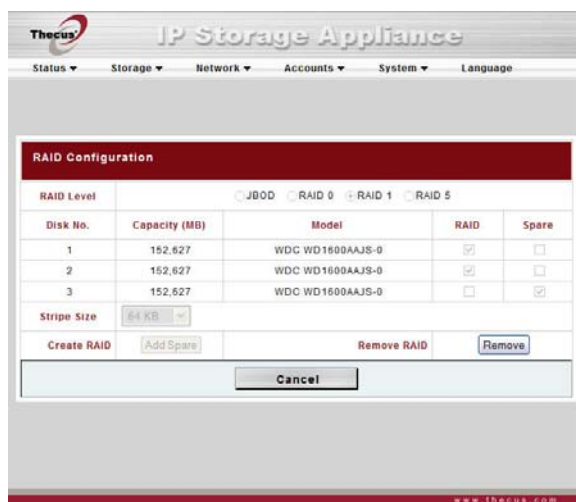 Thecus
IP Storage Appliance
Status Storage Network Accounts System Language
RAID Configuration
RAID Level JBOD RAID 0 RAID 1 RAID 5
Disk No. Capacity (MB) Model RAID Spare
1 152,627 WDC WD1600AAJS-0
2 152,627 WDC WD1600AAJS-0
3 152,627 WDC WD1600AAJS-0
Stripe Size 64 KB
Create RAID Add Spare Remove RAID Remove
Cancel
www.thecus.com